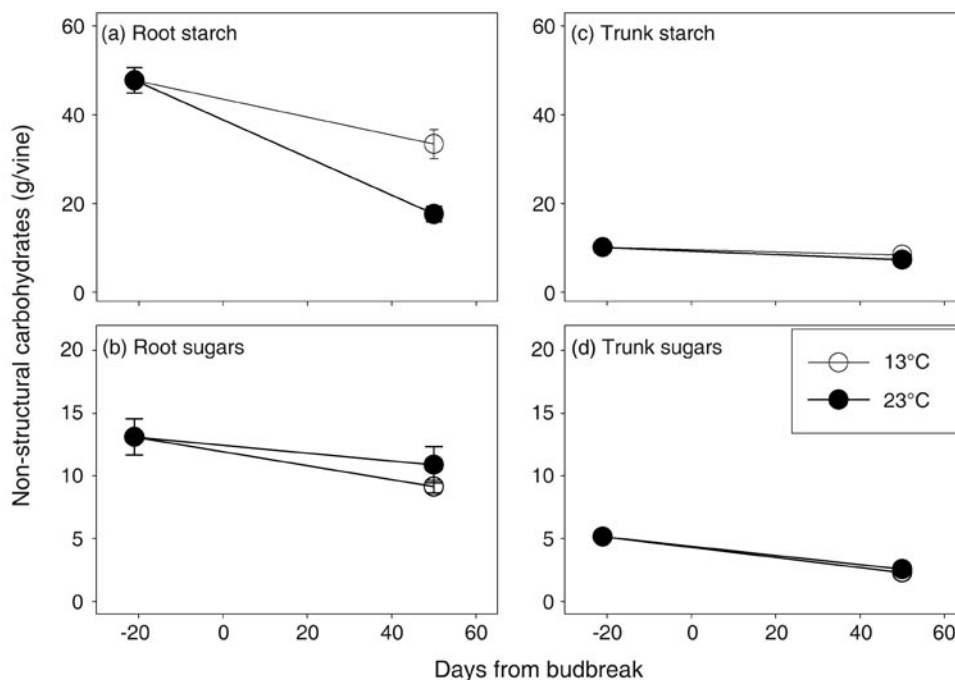 Non-structural carbohydrates (g/vine)
(a) Root starch
60
40
20
0
(c) Trunk starch
60
40
20
0
(b) Root sugars
20
15
10
5
0
-20 0 20 40 60
(d) Trunk sugars
20
15
10
5
0
-20 0 20 40 60
13°C
23°C
Days from budbreak